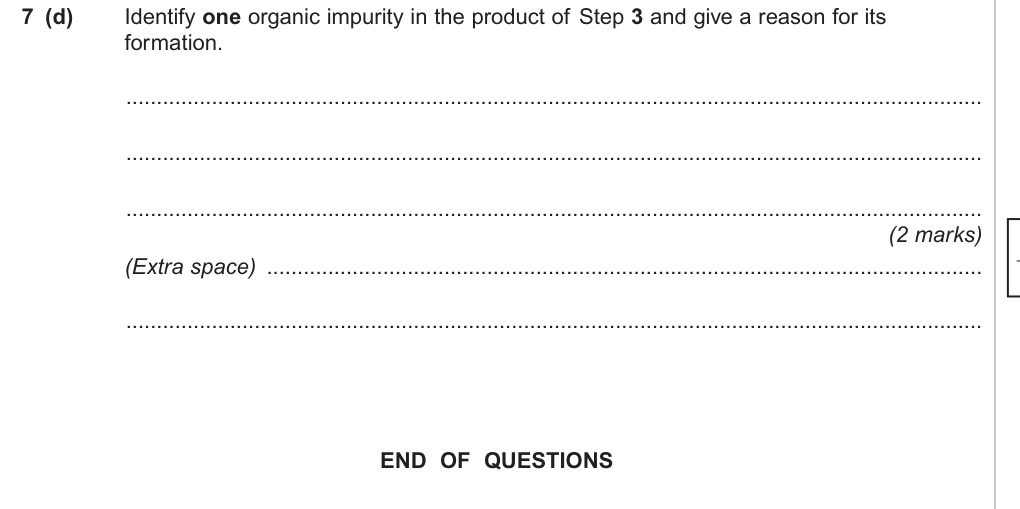 7 (d) Identify one organic impurity in the product of Step 3 and give a reason for its
formation.
................................................................................
................................................................................
................................................................................
(2 marks)
(Extra space) ................................................................................
................................................................................
END OF QUESTIONS